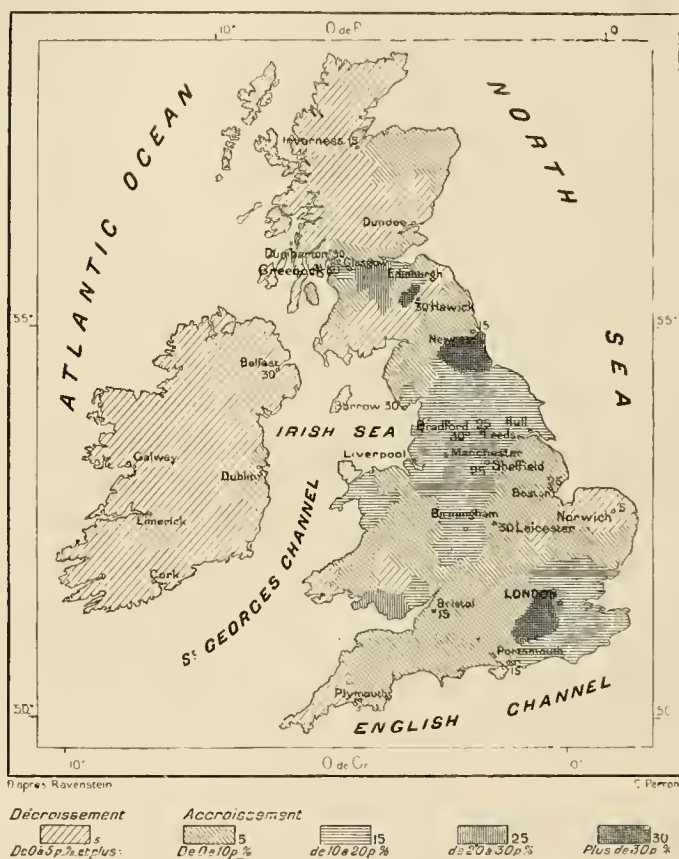 10° O de P. 0
ATLANTIC OCEAN
NORTH SEA
Inverness 5
Dundee
Dumbarton 30
Greenock
Glasgow
Edinburgh
30 Hawick
55°
55°
15
Newcastle
Belfast
30
Barrow 30
IRISH SEA
Bradford 25 Hull
30 Leeds
Galway
Dublin
Liverpool
Manchester
25 Sheffield
Boston 25
Limerick
Birmingham
30 Leicester
Norwich 5
Cork
ST GEORGES CHANNEL
LONDON
Bristol
15
Portsmouth
15
Plymouth
5
ENGLISH CHANNEL
50°
50
10° O de Gr. 0°
D'après Ravenstein C. Perron
Décroissement Accroissement
5 5 15 25 30
De 0 à 5 p % et plus De 0 à 10 p % de 10 à 20 p % de 20 à 30 p % Plus de 30 p %